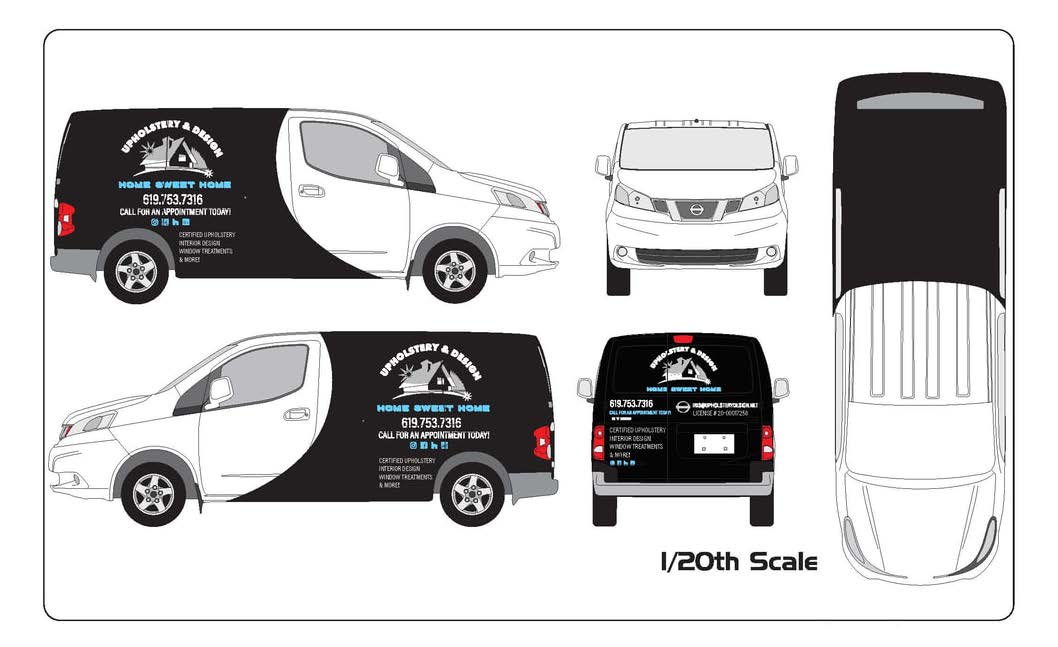 UPHOLSTERY & DESIGN
HOME SWEET HOME
619.753.7316
CALL FOR AN APPOINTMENT TODAY!
CERTIFIED UPHOLSTERY
INTERIOR DESIGN
WINDOW TREATMENTS
& MORE!
UPHOLSTERY & DESIGN
HOME SWEET HOME
619.753.7316
CALL FOR AN APPOINTMENT TODAY!
CERTIFIED UPHOLSTERY
INTERIOR DESIGN
WINDOW TREATMENTS
& MORE!
UPHOLSTERY & DESIGN
HOME SWEET HOME
619.753.7316
CALL FOR AN APPOINTMENT TODAY!
LICENSE # 20-00017250
CERTIFIED UPHOLSTERY
INTERIOR DESIGN
WINDOW TREATMENTS
& MORE!
1/20th Scale